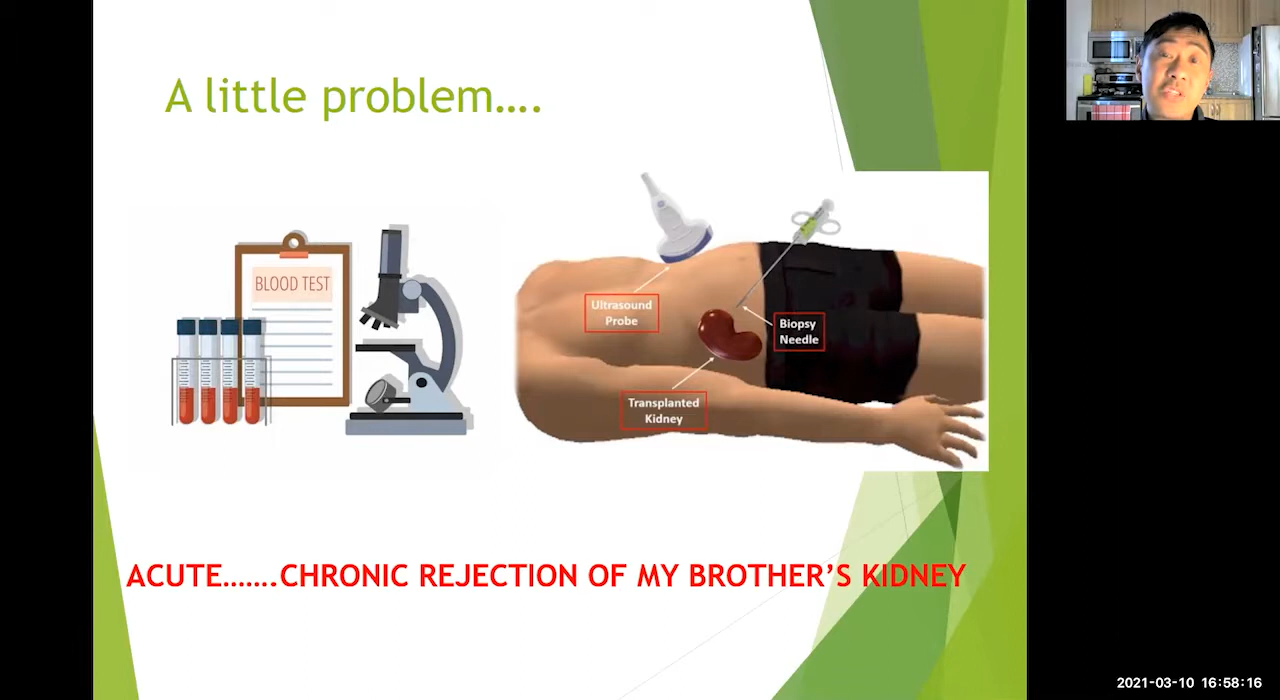 A little problem....
BLOOD TEST
Ultrasound
Probe
Biopsy
Needle
Transplanted
Kidney
ACUTE.......CHRONIC REJECTION OF MY BROTHER’S KIDNEY
2021-03-10 16:58:16